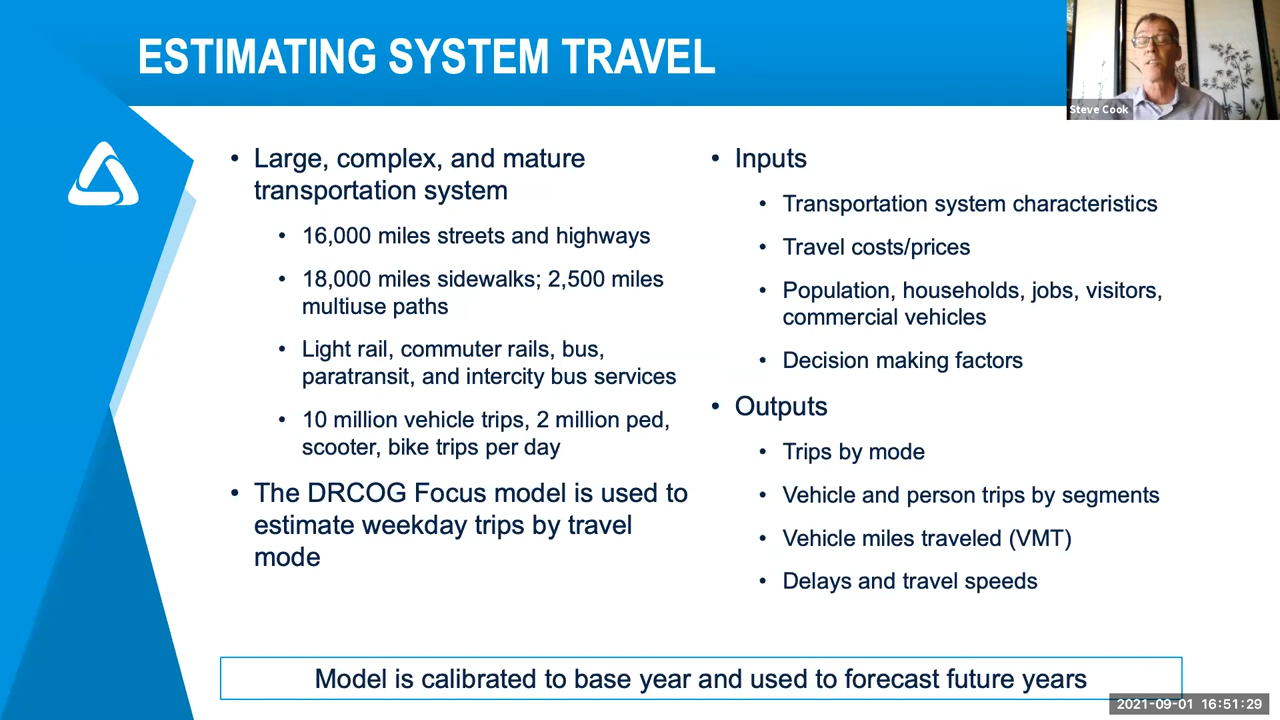 ESTIMATING SYSTEM TRAVEL
Steve Cook
• Large, complex, and mature
transportation system
• 16,000 miles streets and highways
• 18,000 miles sidewalks; 2,500 miles
multiuse paths
• Light rail, commuter rails, bus,
paratransit, and intercity bus services
• 10 million vehicle trips, 2 million ped,
scooter, bike trips per day
• The DRCOG Focus model is used to
estimate weekday trips by travel
mode
• Inputs
• Transportation system characteristics
• Travel costs/prices
• Population, households, jobs, visitors,
commercial vehicles
• Decision making factors
• Outputs
• Trips by mode
• Vehicle and person trips by segments
• Vehicle miles traveled (VMT)
• Delays and travel speeds
Model is calibrated to base year and used to forecast future years
2021-09-01 16:51:29